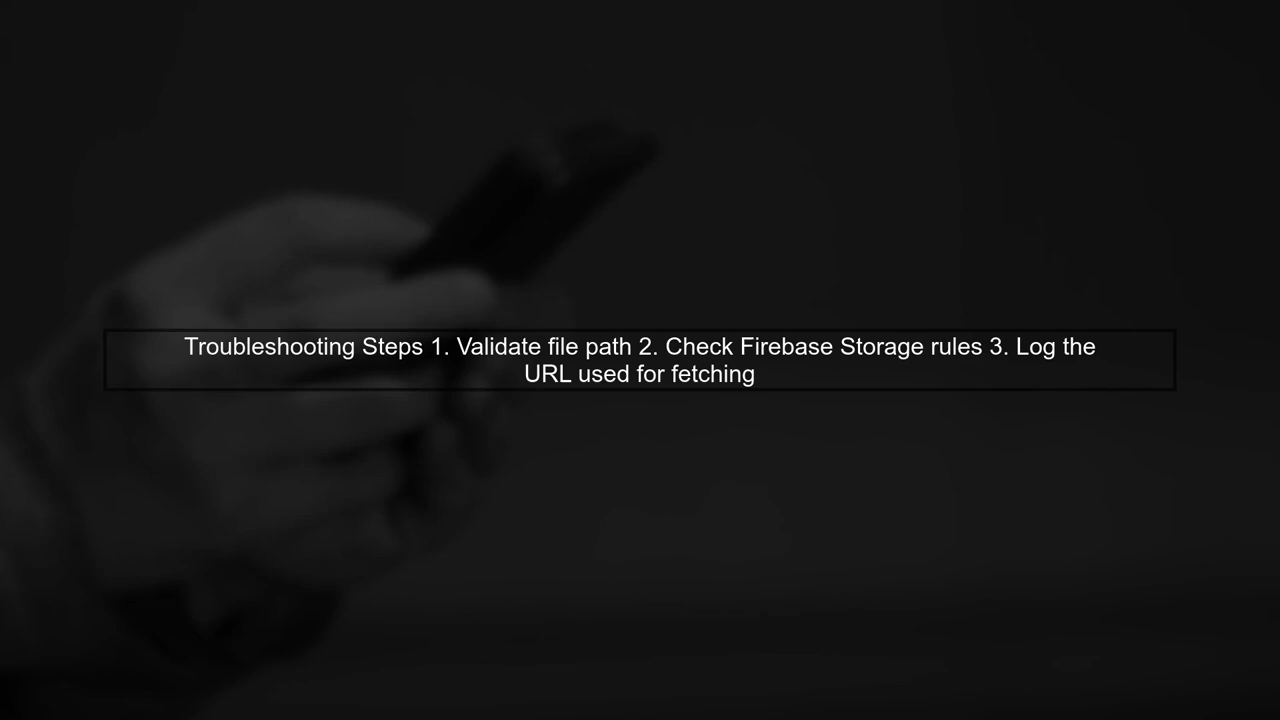 Troubleshooting Steps 1. Validate file path 2. Check Firebase Storage rules 3. Log the
URL used for fetching